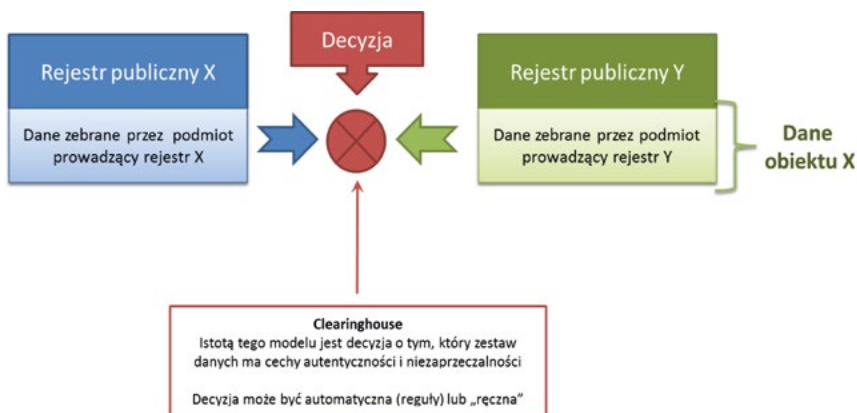 Decyzja
Rejestr publiczny X
Dane zebrane przez podmiot
prowadzący rejestr X
Rejestr publiczny Y
Dane zebrane przez podmiot
prowadzący rejestr Y
Dane
obiektu X
Clearinghouse
Istotą tego modelu jest decyzja o tym, który zestaw
danych ma cechy autentyczności i niezaprzeczalności
Decyzja może być automatyczna (reguły) lub „ręczna”